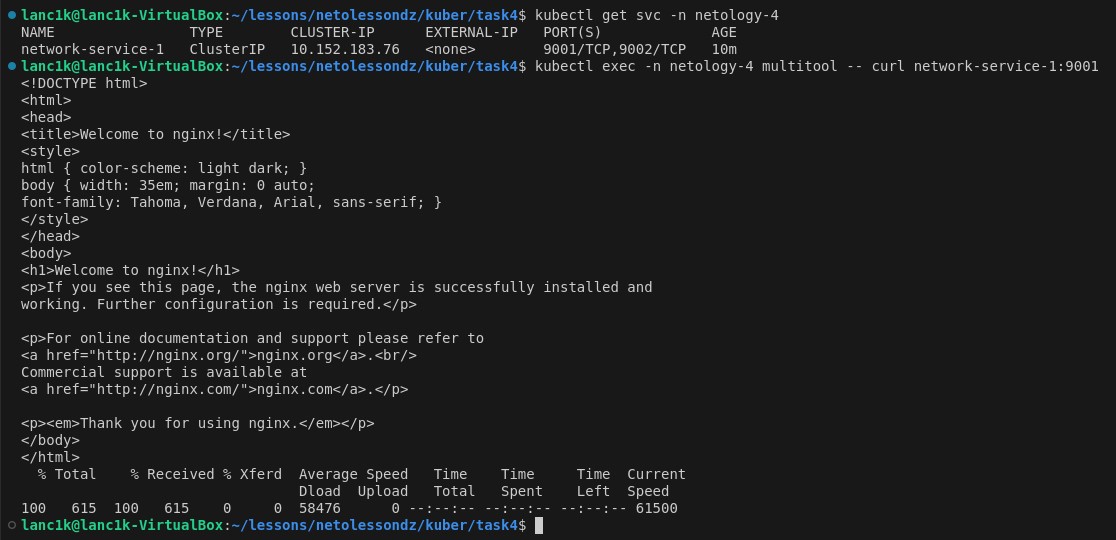 lanc1k@lanc1k-VirtualBox:~/lessons/netolessondz/kuber/task4$ kubectl get svc -n netology-4
NAME                TYPE        CLUSTER-IP      EXTERNAL-IP   PORT(S)             AGE
network-service-1   ClusterIP   10.152.183.76   <none>        9001/TCP,9002/TCP   10m
lanc1k@lanc1k-VirtualBox:~/lessons/netolessondz/kuber/task4$ kubectl exec -n netology-4 multitool -- curl network-service-1:9001
<!DOCTYPE html>
<html>
<head>
<title>Welcome to nginx!</title>
<style>
html { color-scheme: light dark; }
body { width: 35em; margin: 0 auto;
font-family: Tahoma, Verdana, Arial, sans-serif; }
</style>
</head>
<body>
<h1>Welcome to nginx!</h1>
<p>If you see this page, the nginx web server is successfully installed and
working. Further configuration is required.</p>

<p>For online documentation and support please refer to
<a href="http://nginx.org/">nginx.org</a>.<br/>
Commercial support is available at
<a href="http://nginx.com/">nginx.com</a>.</p>

<p><em>Thank you for using nginx.</em></p>
</body>
</html>
  % Total    % Received % Xferd  Average Speed   Time    Time     Time  Current
                                 Dload  Upload   Total   Spent    Left  Speed
100   615  100   615    0     0  58476      0 --:--:-- --:--:-- --:--:-- 61500
lanc1k@lanc1k-VirtualBox:~/lessons/netolessondz/kuber/task4$